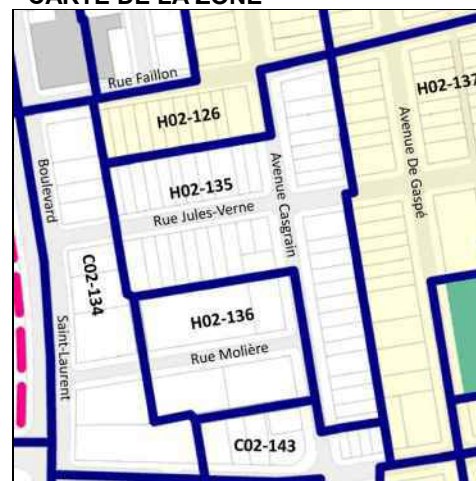 CARTE DE LA ZONE
Rue Faillon
H02-137
H02-126
Boulevard
Avenue Casgrain
Avenue De Gaspé
H02-135
Rue Jules-Verne
C02-134
Saint-Laurent
H02-136
Rue Molière
C02-143